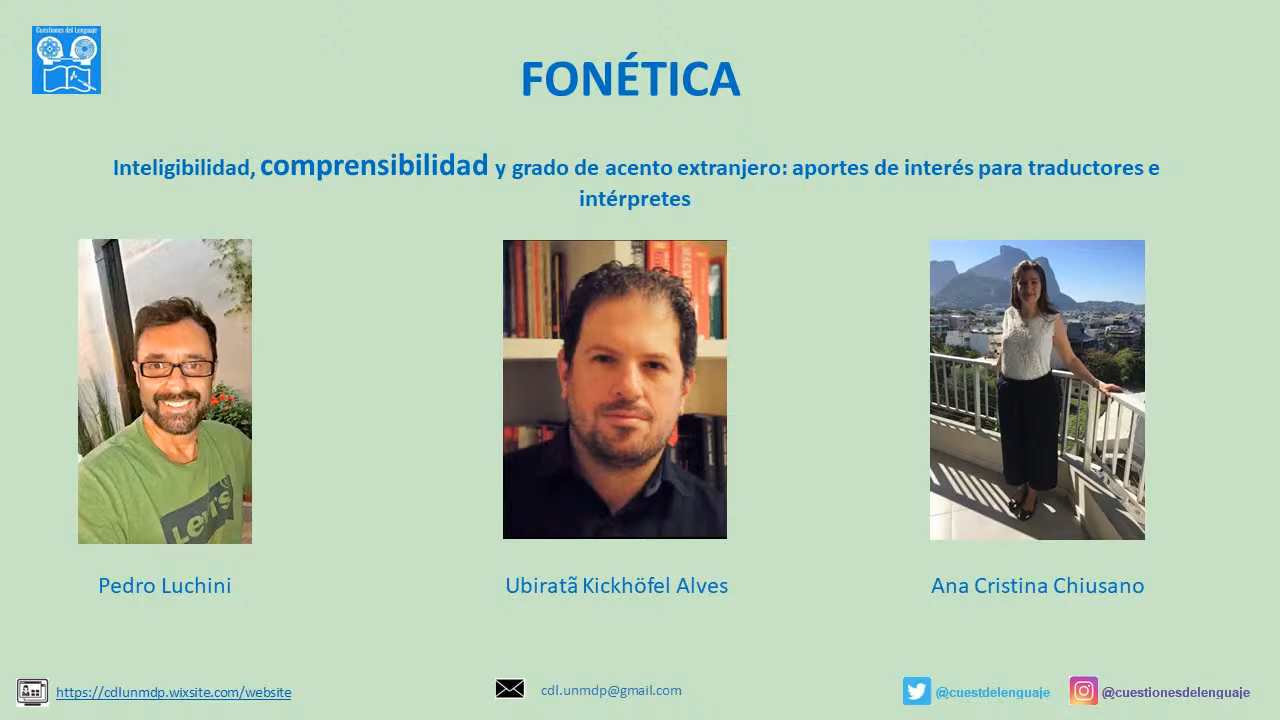 Cuestiones del Lenguaje
FONÉTICA
Inteligibilidad, comprensibilidad y grado de acento extranjero: aportes de interés para traductores e
intérpretes
Levi's
Pedro Luchini
Ubiratã Kickhöfel Alves
Ana Cristina Chiusano
https://cdlunmdp.wixsite.com/website
cdl.unmdp@gmail.com
@cuestdelenguaje
@cuestionesdelenguaje